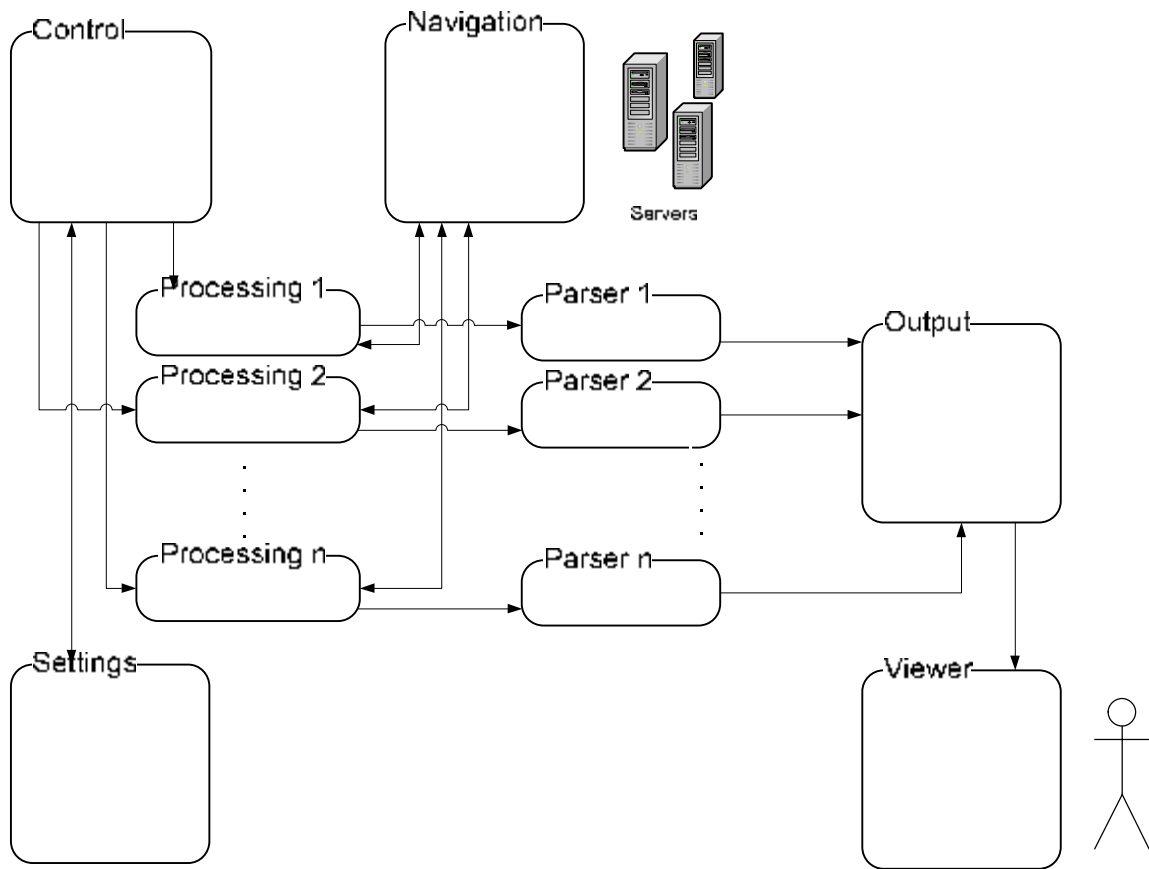 Control
Navigation
Servers
Processing 1
Parser 1
Output
Processing 2
Parser 2
Processing n
Parser n
Settings
Viewer